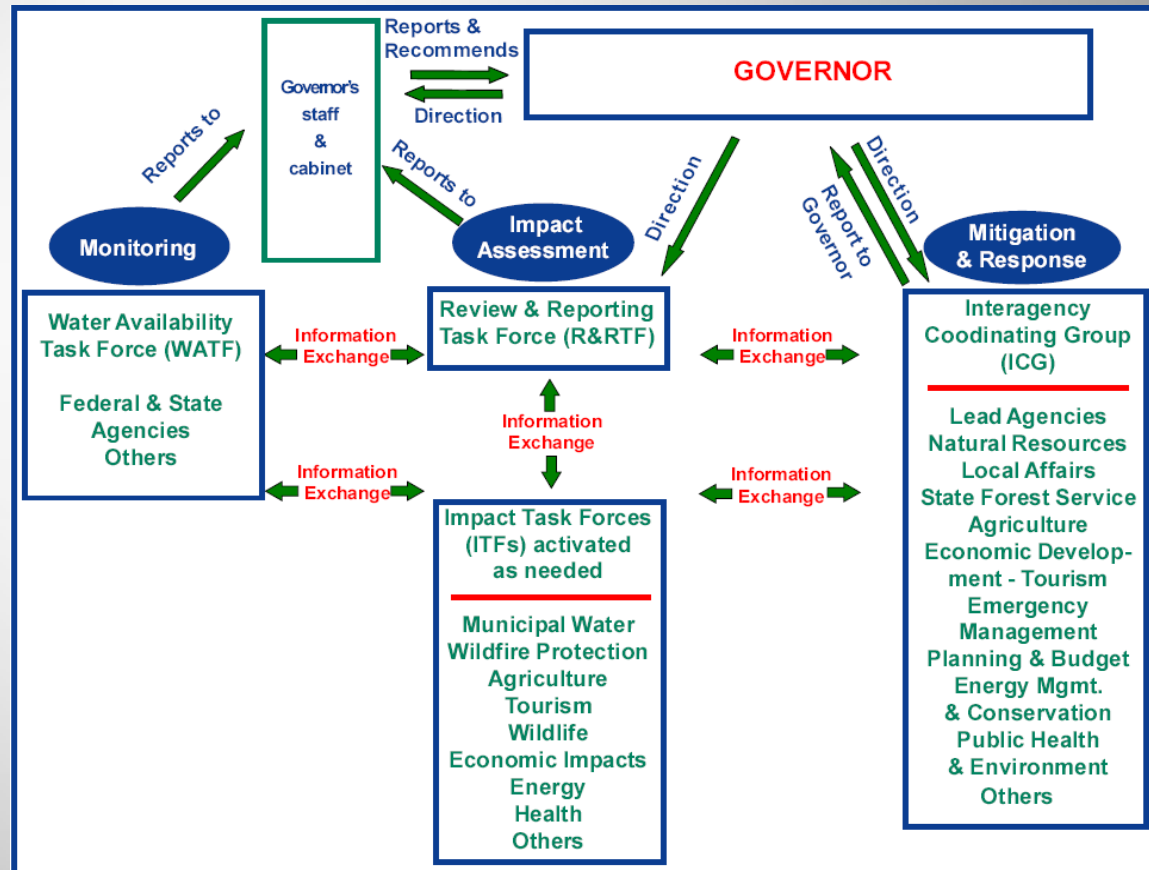 Reports &
Recommends
GOVERNOR
Governor's
staff
&
cabinet
Direction
Reports to
Reports to
Direction
Direction
Report to
Governor
Monitoring
Impact
Assessment
Mitigation
& Response
Water Availability
Task Force (WATF)
Federal & State
Agencies
Others
Information
Exchange
Review & Reporting
Task Force (R&RTF)
Information
Exchange
Interagency
Coodinating Group
(ICG)
Information
Exchange
Information
Exchange
Information
Exchange
Lead Agencies
Natural Resources
Local Affairs
State Forest Service
Agriculture
Economic Develop-
ment - Tourism
Emergency
Management
Planning & Budget
Energy Mgmt.
& Conservation
Public Health
& Environment
Others
Impact Task Forces
(ITFs) activated
as needed
Municipal Water
Wildfire Protection
Agriculture
Tourism
Wildlife
Economic Impacts
Energy
Health
Others